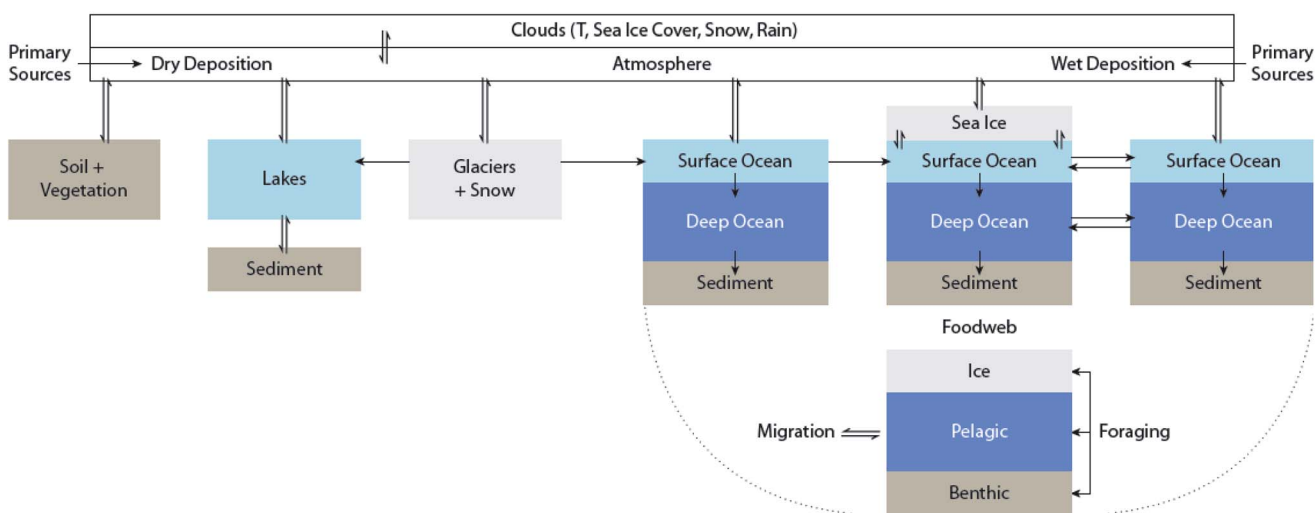 Clouds (T, Sea Ice Cover, Snow, Rain)
Primary
Sources
Dry Deposition
Atmosphere
Wet Deposition
Primary
Sources
Soil +
Vegetation
Lakes
Sediment
Glaciers
+ Snow
Surface Ocean
Deep Ocean
Sediment
Sea Ice
Surface Ocean
Deep Ocean
Sediment
Surface Ocean
Deep Ocean
Sediment
Foodweb
Ice
Migration
Pelagic
Foraging
Benthic